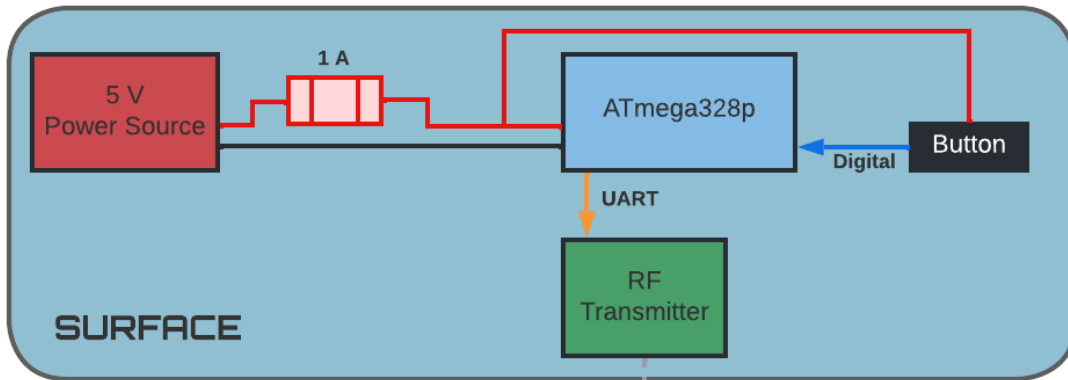 1 A
5 V
Power Source
ATmega328p
Button
Digital
UART
RF
Transmitter
SURFACE